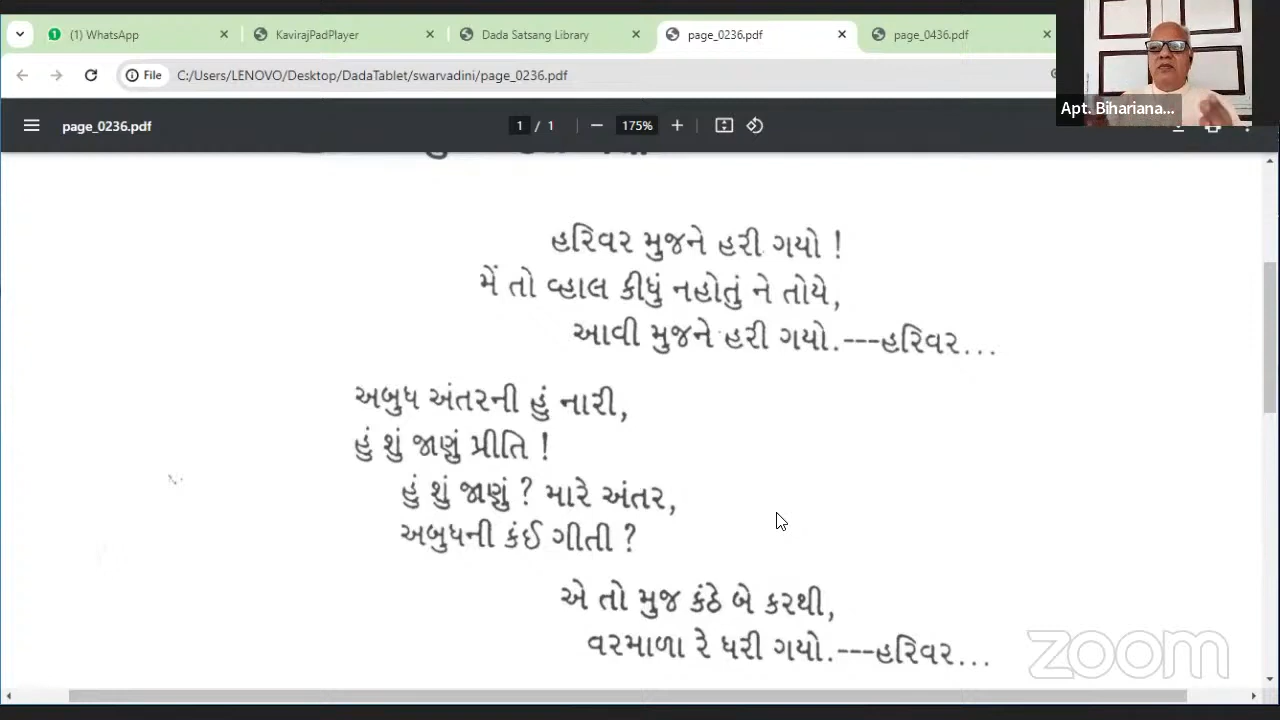 (1) WhatsApp
KavirajPadPlayer
Dada Satsang Library
page_0236.pdf
page_0436.pdf
File
C:/Users/LENOVO/Desktop/DadaTablet/swarvadini/page_0236.pdf
Apt. Bihariana...
page_0236.pdf
1 / 1
175%
હરિવર મુજને હરી ગયો !
મેં તો વ્હાલ કીધું નહોતું ને તોયે,
આવી મુજને હરી ગયો.---હરિવર...
અબુધ અંતરની હું નારી,
હું શું જાણું પ્રીતિ !
હું શું જાણું ? મારે અંતર,
અબુધની કંઈ ગીતી ?
એ તો મુજ કંઠે બે કરથી,
વરમાળા રે ધરી ગયો.---હરિવર...
zoom